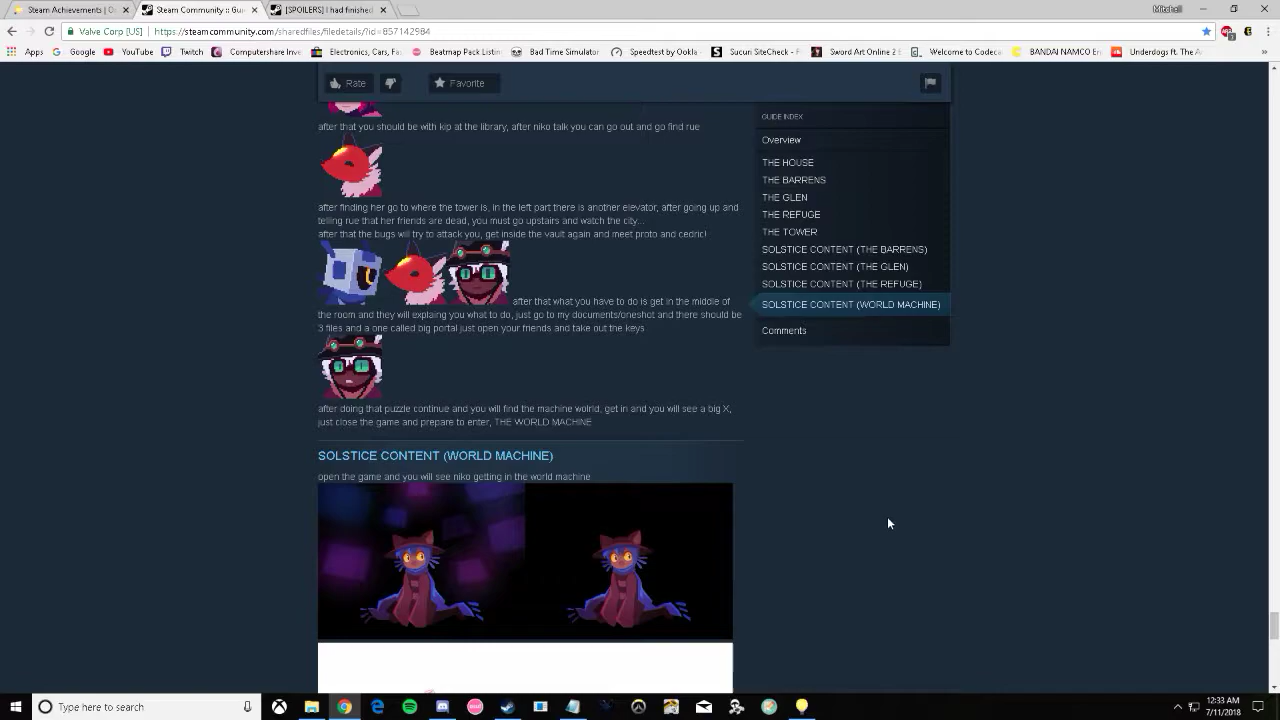 Steam Achievements | O
Steam Community :: Gu
[SPOILERS] I had finished
Mitchell
Valve Corp [US] | https://steamcommunity.com/sharedfiles/filedetails/?id=857142984
Apps
Google
YouTube
Twitch
Computershare Inve
Electronics, Cars, Fa
Beatmap Pack Listing
Bad Time Simulator
Speedtest by Ookla
Sucuri SiteCheck - F
Sword Art Online 2 E
Welcome to Codeca
BANDAI NAMCO En
Underdogs ft. The A
Rate
Favorite
GUIDE INDEX
Overview
THE HOUSE
THE BARRENS
THE GLEN
THE REFUGE
THE TOWER
SOLSTICE CONTENT (THE BARRENS)
SOLSTICE CONTENT (THE GLEN)
SOLSTICE CONTENT (THE REFUGE)
SOLSTICE CONTENT (WORLD MACHINE)
Comments
after that you should be with kip at the library, after niko talk you can go out and go find rue
after finding her go to where the tower is, in the left part there is another elevator, after going up and
telling rue that her friends are dead, you must go upstairs and watch the city...
after that the bugs will try to attack you, get inside the vault again and meet proto and cedric!
after that what you have to do is get in the middle of
the room and they will explaing you what to do, just go to my documents/oneshot and there should be
3 files and a one called big portal just open your friends and take out the keys
after doing that puzzle continue and you will find the machine wolrld, get in and you will see a big X,
just close the game and prepare to enter, THE WORLD MACHINE
SOLSTICE CONTENT (WORLD MACHINE)
open the game and you will see niko getting in the world machine
Type here to search
12:33 AM
7/11/2018